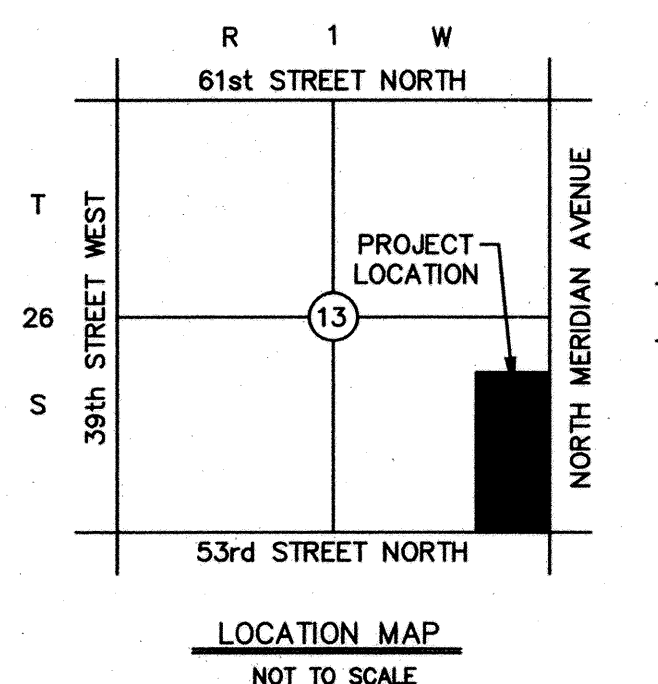 R 1 W
61st STREET NORTH
T
26
S
39th STREET WEST
PROJECT
LOCATION
13
NORTH MERIDIAN AVENUE
53rd STREET NORTH
LOCATION MAP
NOT TO SCALE